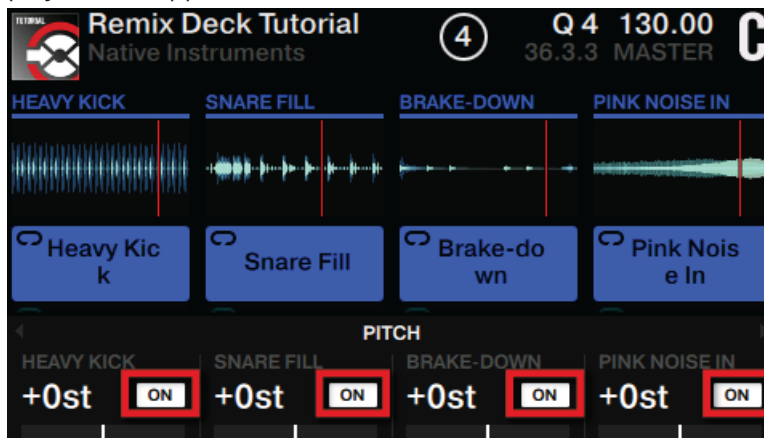 TUTORIAL
Remix Deck Tutorial 4 Q 4 130.00 C
Native Instruments 36.3.3 MASTER
HEAVY KICK SNARE FILL BRAKE-DOWN PINK NOISE IN
Heavy Kic
k
Snare Fill
Brake-do
wn
Pink Nois
e In
PITCH
HEAVY KICK SNARE FILL BRAKE-DOWN PINK NOISE IN
+0st ON +0st ON +0st ON +0st ON